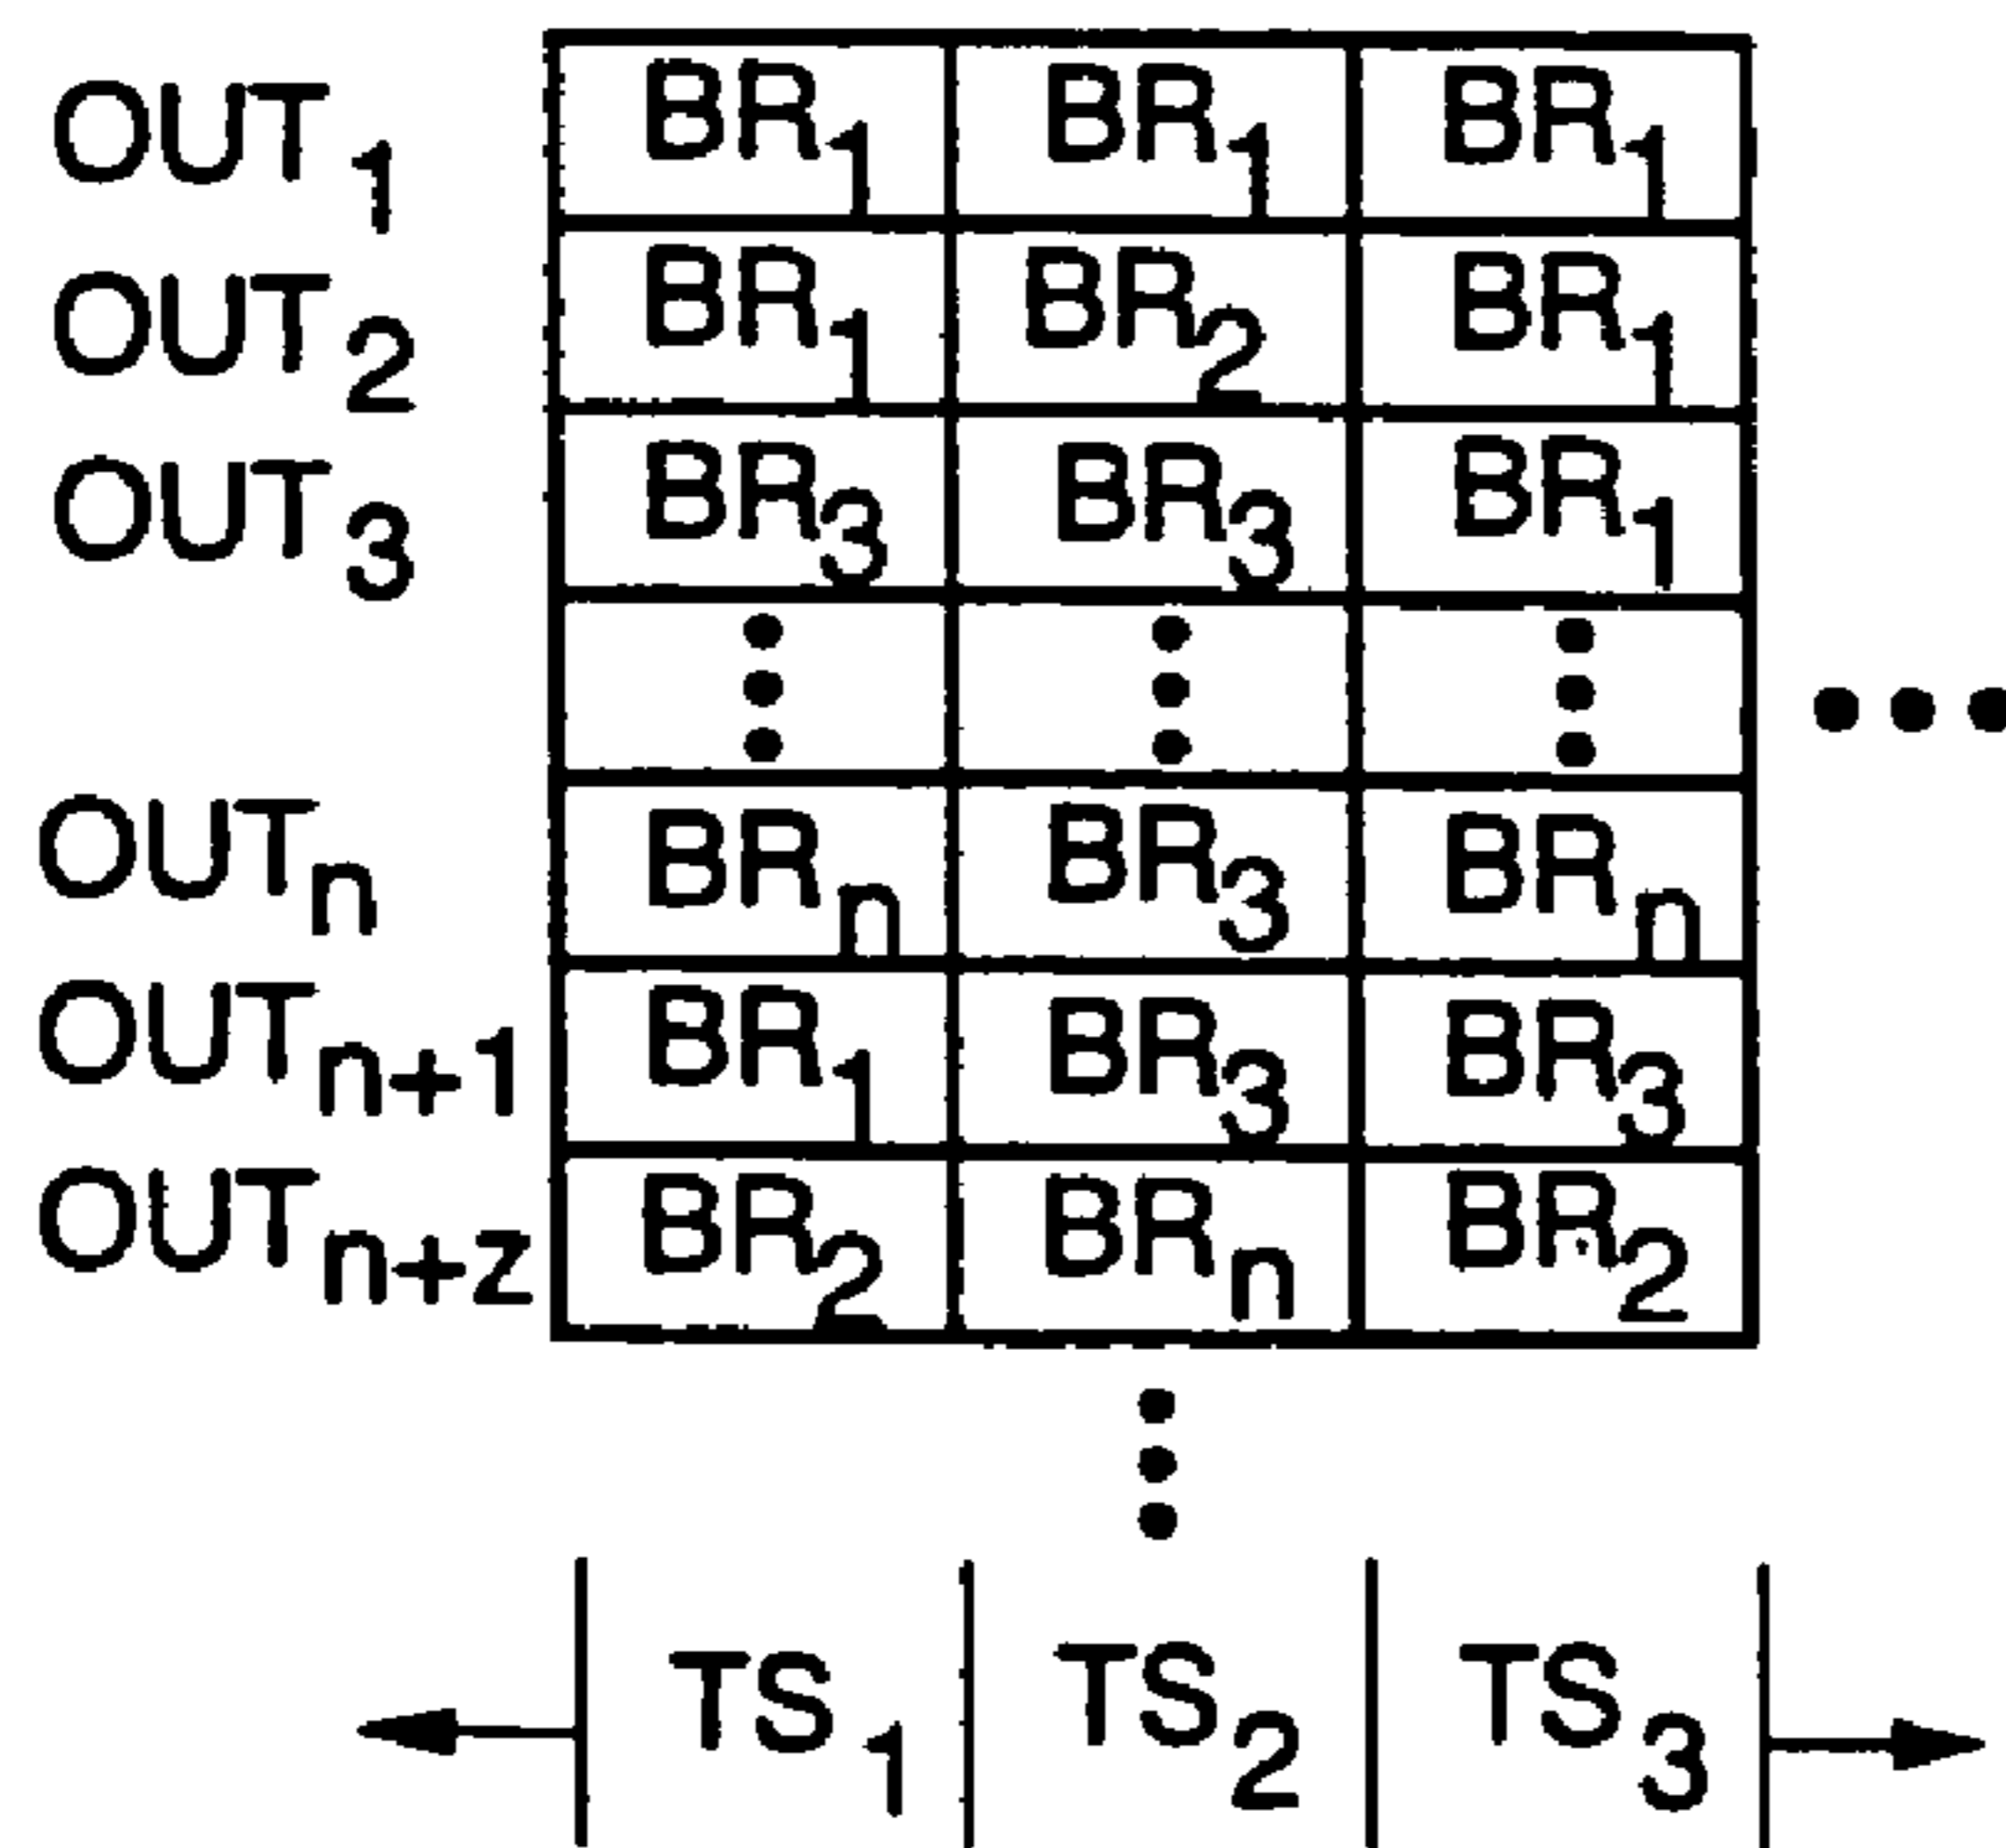 OUT₁ BR₁ BR₁ BR₁
OUT₂ BR₁ BR₂ BR₁
OUT₃ BR₃ BR₃ BR₁
OUTₙ BRₙ BR₃ BRₙ
OUTₙ₊₁ BR₁ BR₃ BR₃
OUTn+z BR₂ BRₙ BR₂
TS₁ TS₂ TS₃